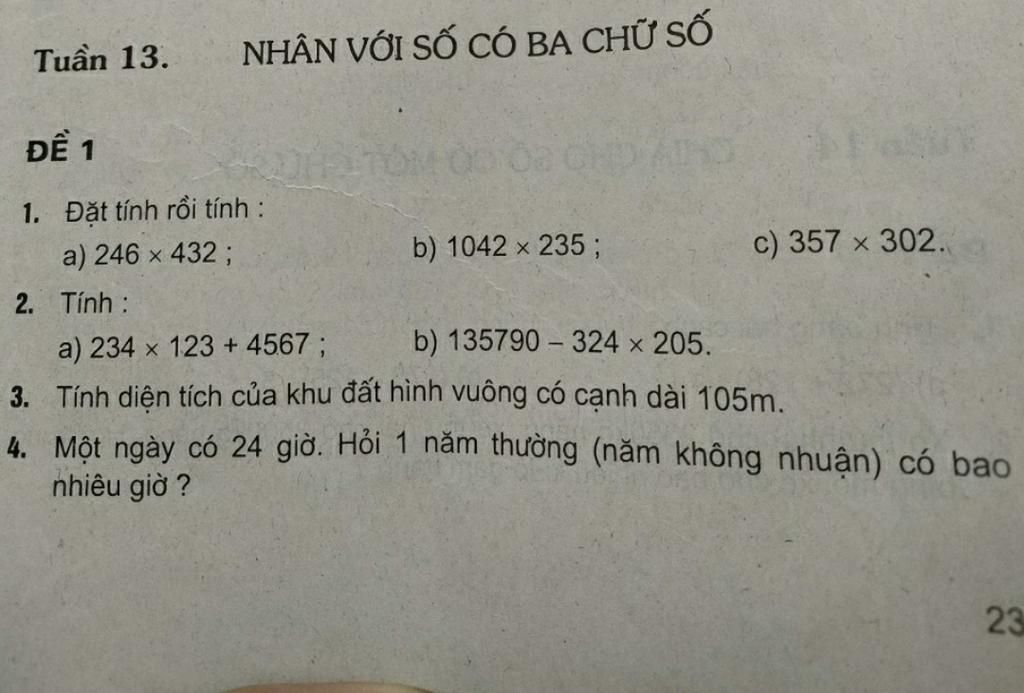 Tuần 13. NHÂN VỚI SỐ CÓ BA CHỮ SỐ
ĐỀ 1
1. Đặt tính rồi tính :
a) 246 × 432 ; b) 1042 × 235 ; c) 357 × 302.
2. Tính :
a) 234 × 123 + 4567 ; b) 135790 – 324 × 205.
3. Tính diện tích của khu đất hình vuông có cạnh dài 105m.
4. Một ngày có 24 giờ. Hỏi 1 năm thường (năm không nhuận) có bao
nhiêu giờ ?
23